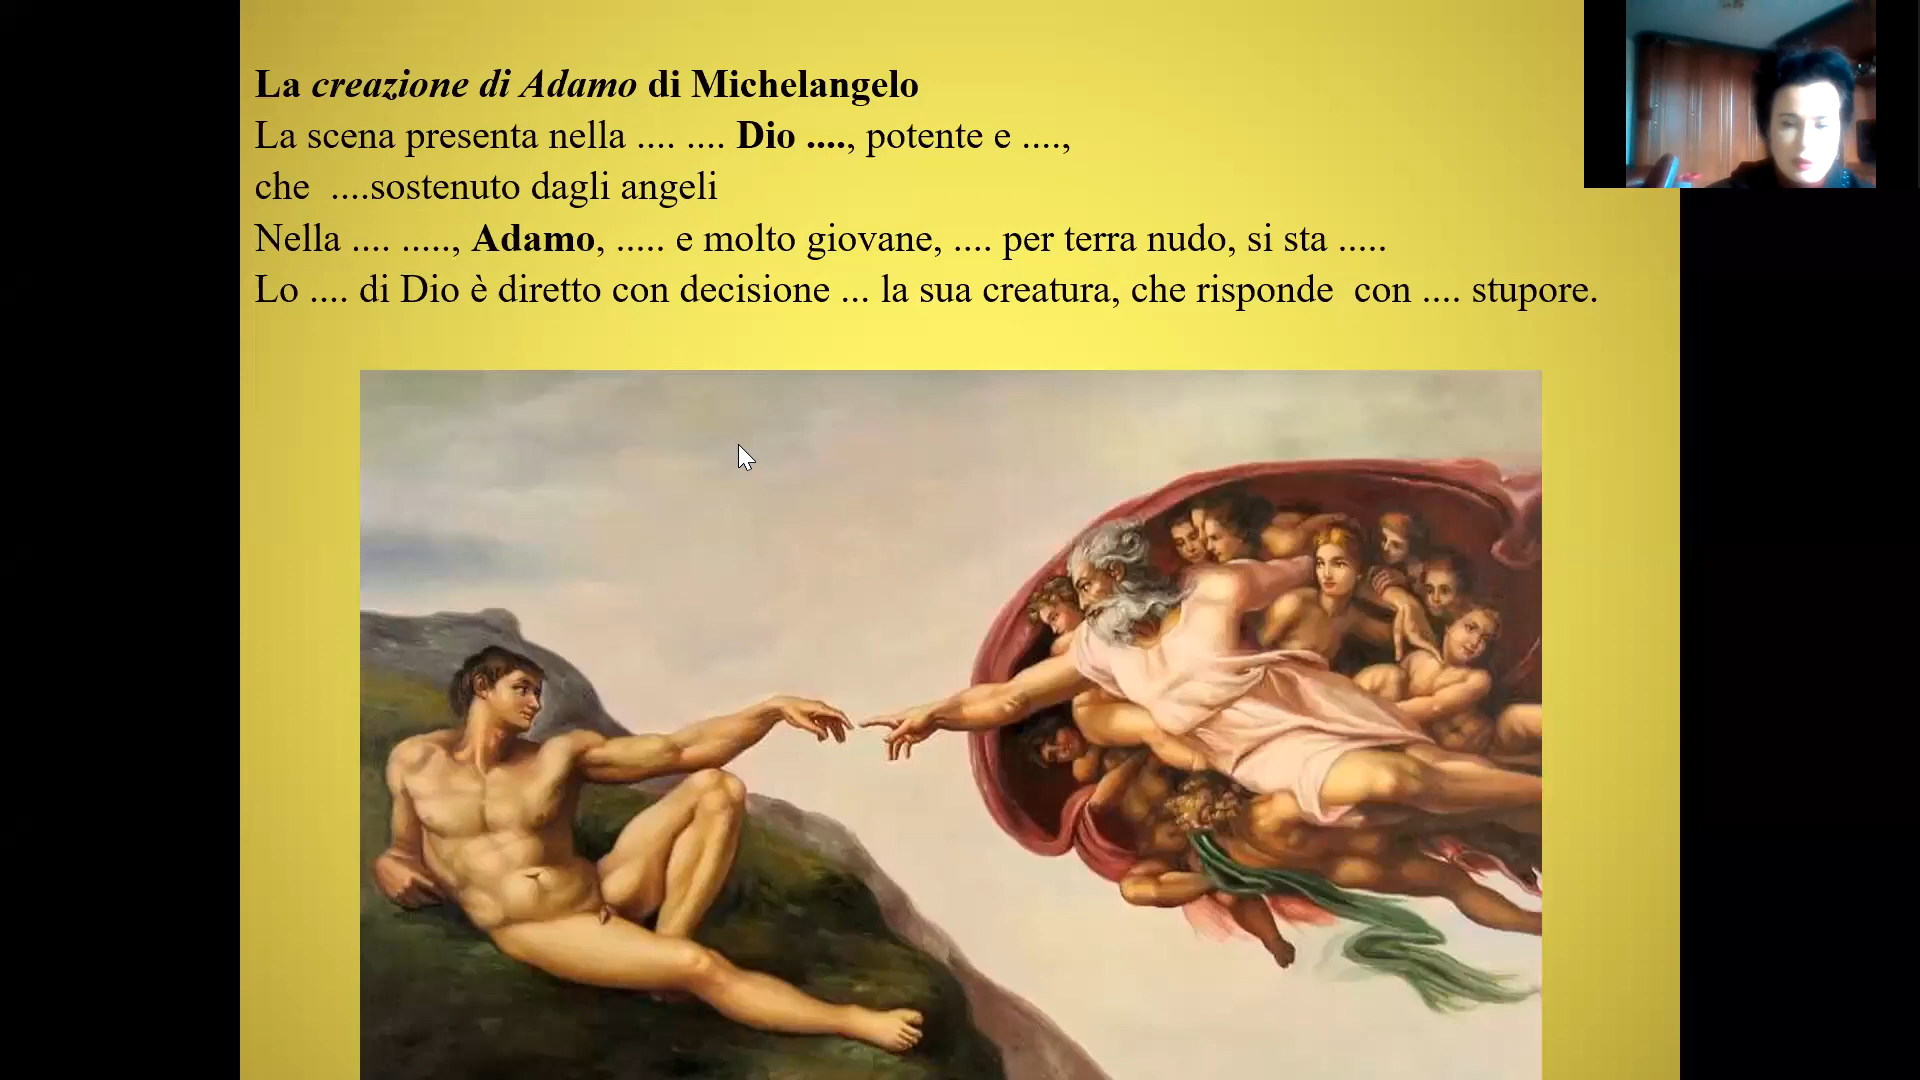 La creazione di Adamo di Michelangelo
La scena presenta nella .... .... Dio ...., potente e ....,
che ....sostenuto dagli angeli
Nella .... ....., Adamo, ..... e molto giovane, .... per terra nudo, si sta .....
Lo .... di Dio è diretto con decisione ... la sua creatura, che risponde con .... stupore.